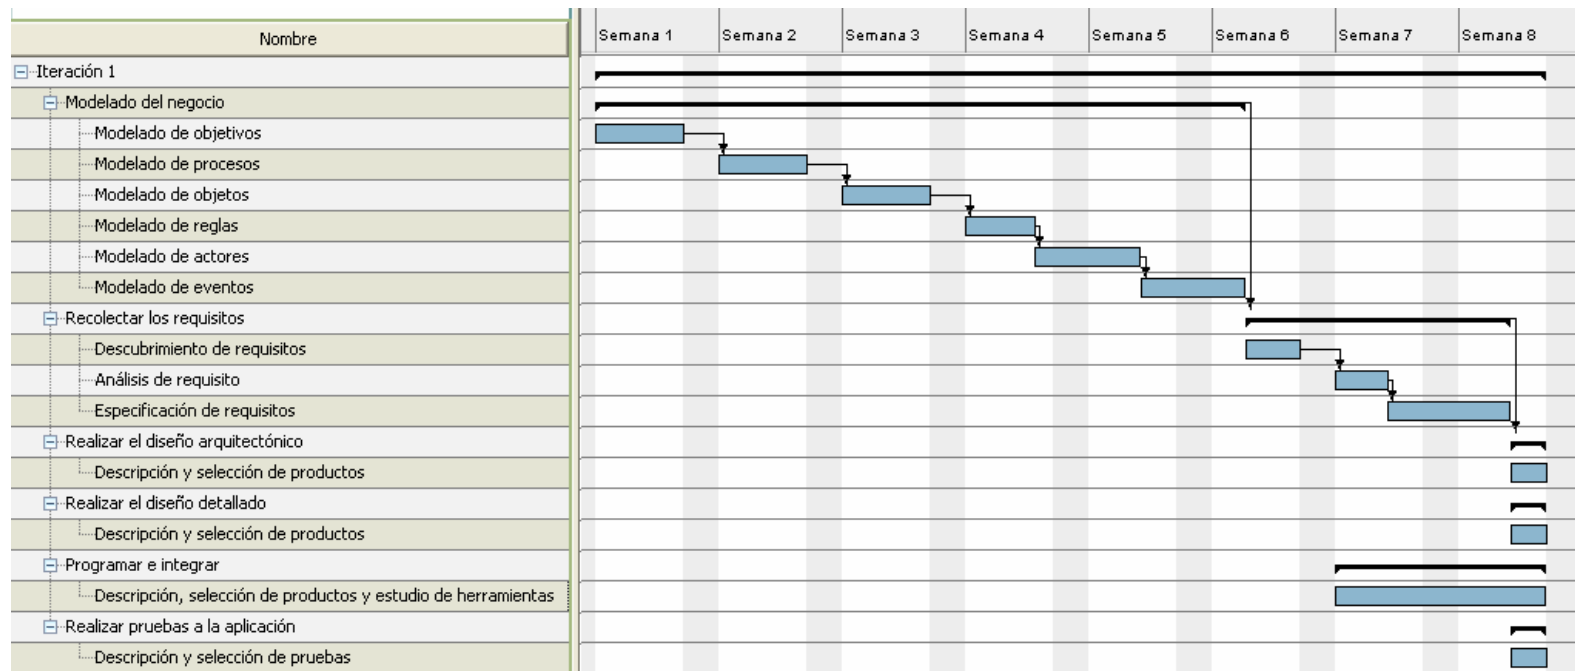 Nombre
Semana 1
Semana 2
Semana 3
Semana 4
Semana 5
Semana 6
Semana 7
Semana 8
Iteración 1
Modelado del negocio
Modelado de objetivos
Modelado de procesos
Modelado de objetos
Modelado de reglas
Modelado de actores
Modelado de eventos
Recolectar los requisitos
Descubrimiento de requisitos
Análisis de requisito
Especificación de requisitos
Realizar el diseño arquitectónico
Descripción y selección de productos
Realizar el diseño detallado
Descripción y selección de productos
Programar e integrar
Descripción, selección de productos y estudio de herramientas
Realizar pruebas a la aplicación
Descripción y selección de pruebas